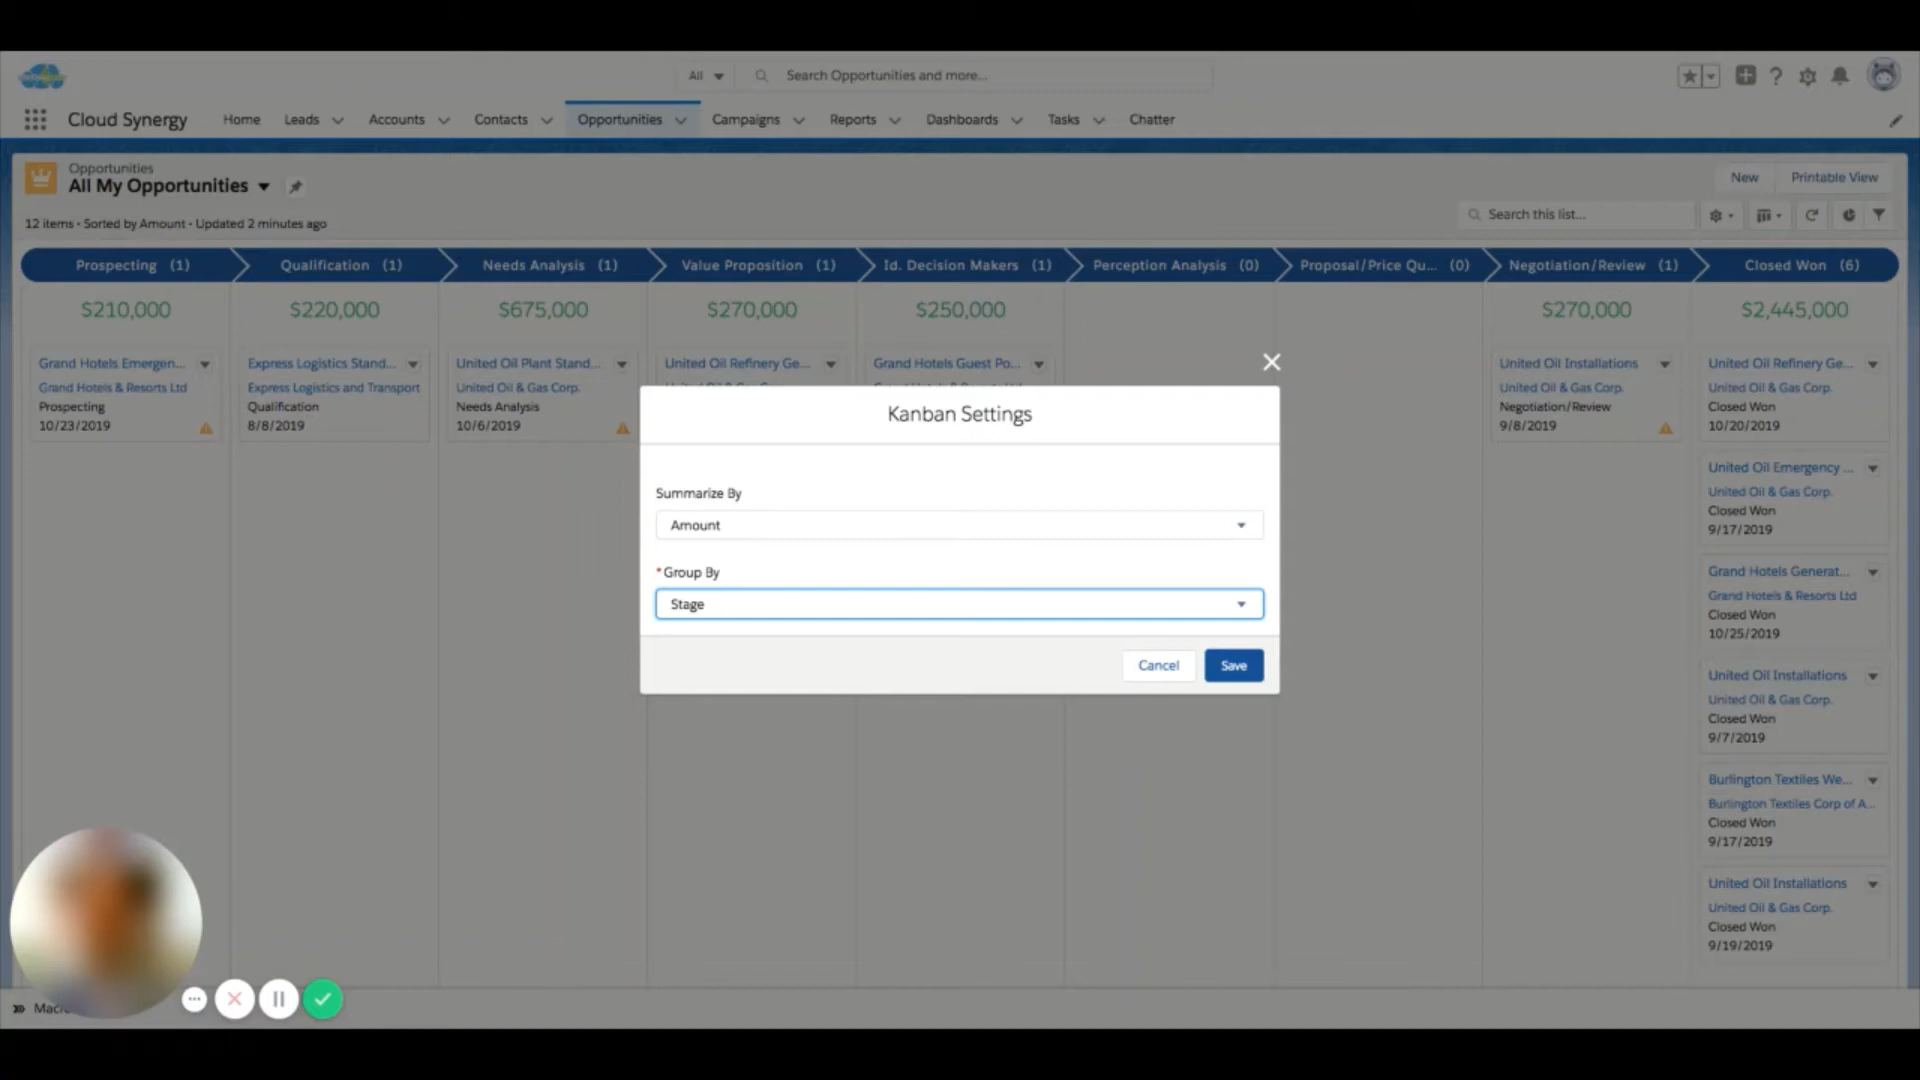 All
Search Opportunities and more...
Cloud Synergy
Home
Leads
Accounts
Contacts
Opportunities
Campaigns
Reports
Dashboards
Tasks
Chatter
Opportunities
All My Opportunities
New
Printable View
12 items • Sorted by Amount • Updated 2 minutes ago
Search this list...
Prospecting (1)
Qualification (1)
Needs Analysis (1)
Value Proposition (1)
Id. Decision Makers (1)
Perception Analysis (0)
Proposal/Price Qu... (0)
Negotiation/Review (1)
Closed Won (6)
$210,000
$220,000
$675,000
$270,000
$250,000
$270,000
$2,445,000
Grand Hotels Emergen...
Grand Hotels & Resorts Ltd
Prospecting
10/23/2019
Express Logistics Stand...
Express Logistics and Transport
Qualification
8/8/2019
United Oil Plant Stand...
United Oil & Gas Corp.
Needs Analysis
10/6/2019
United Oil Refinery Ge...
Grand Hotels Guest Po...
United Oil Installations
United Oil & Gas Corp.
Negotiation/Review
9/8/2019
United Oil Refinery Ge...
United Oil & Gas Corp.
Closed Won
10/20/2019
United Oil Emergency ...
United Oil & Gas Corp.
Closed Won
9/17/2019
Grand Hotels Generat...
Grand Hotels & Resorts Ltd
Closed Won
10/25/2019
United Oil Installations
United Oil & Gas Corp.
Closed Won
9/7/2019
Burlington Textiles We...
Burlington Textiles Corp of A...
Closed Won
9/17/2019
United Oil Installations
United Oil & Gas Corp.
Closed Won
9/19/2019
Kanban Settings
Summarize By
Amount
*Group By
Stage
Cancel
Save